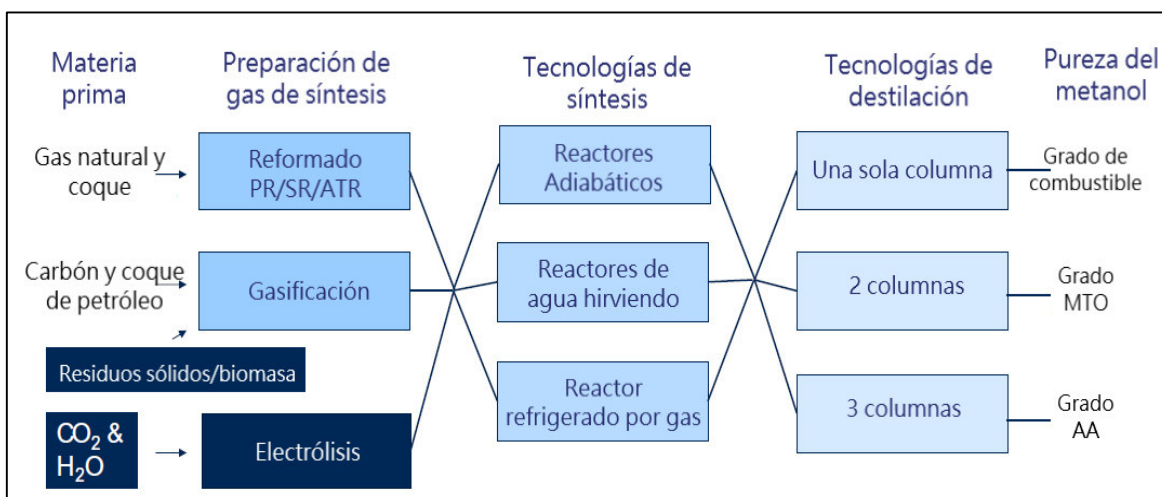 Materia
prima
Preparación de
gas de síntesis
Tecnologías de
síntesis
Tecnologías de
destilación
Pureza del
metanol
Gas natural y
coque
Reformado
PR/SR/ATR
Reactores
Adiabáticos
Una sola columna
Grado de
combustible
Carbón y coque
de petróleo
Gasificación
Reactores de
agua hirviendo
2 columnas
Grado
MTO
Residuos sólidos/biomasa
Reactor
refrigerado por gas
3 columnas
Grado
AA
CO₂ &
H₂O
Electrólisis